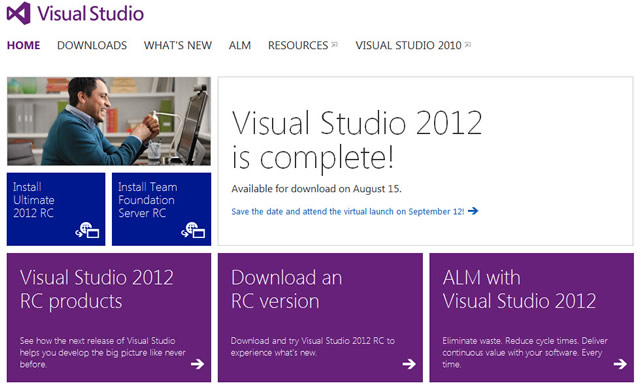 Visual Studio
HOME DOWNLOADS WHAT'S NEW ALM RESOURCES VISUAL STUDIO 2010
Visual Studio 2012
is complete!
Available for download on August 15.
Save the date and attend the virtual launch on September 12!
Install
Ultimate
2012 RC
Install Team
Foundation
Server RC
Visual Studio 2012
RC products
See how the next release of Visual Studio
helps you develop the big picture like never
before.
Download an
RC version
Download and try Visual Studio 2012 RC to
experience what's new.
ALM with
Visual Studio 2012
Eliminate waste. Reduce cycle times. Deliver
continuous value with your software. Every
time.